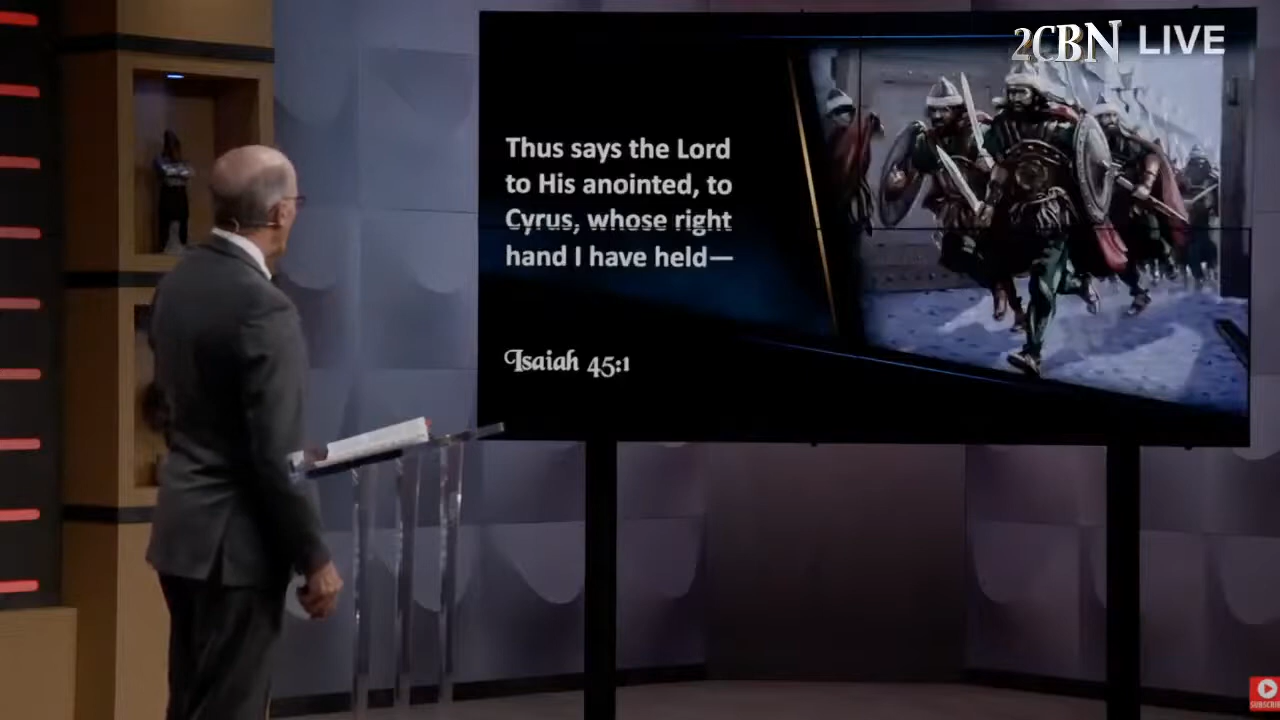 2CBN LIVE
Thus says the Lord
to His anointed, to
Cyrus, whose right
hand I have held—
Isaiah 45:1
SUBSCRIBE